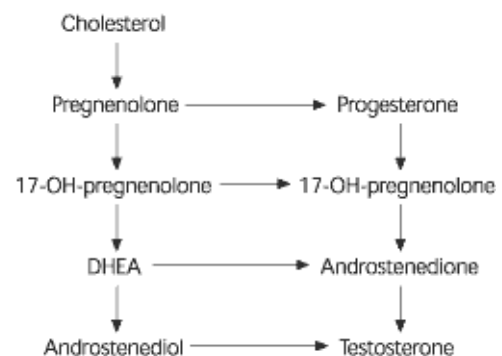 Cholesterol
Pregnenolone Progesterone
17-OH-pregnenolone 17-OH-pregnenolone
DHEA Androstenedione
Androstenediol Testosterone